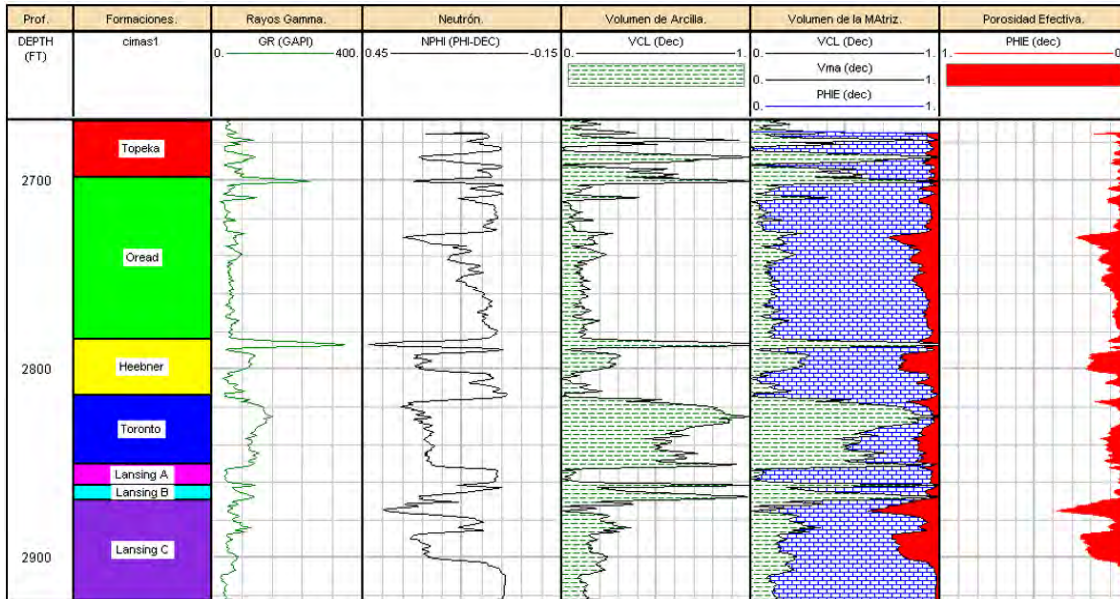 Prof. Formaciones. Rayos Gamma. Neutrón. Volumen de Arcilla. Volumen de la MAtriz. Porosidad Efectiva.
DEPTH (FT)
cimas1
GR (GAPI)
0. 400.
NPHI (PHI-DEC)
0.45 -0.15
VCL (Dec)
0. 1.
VCL (Dec)
0. 1.
Vma (dec)
0. 1.
PHIE (dec)
0. 1.
PHIE (dec)
1. 0.
Topeka
2700
Oread
2800
Heebner
Toronto
Lansing A
Lansing B
Lansing C
2900